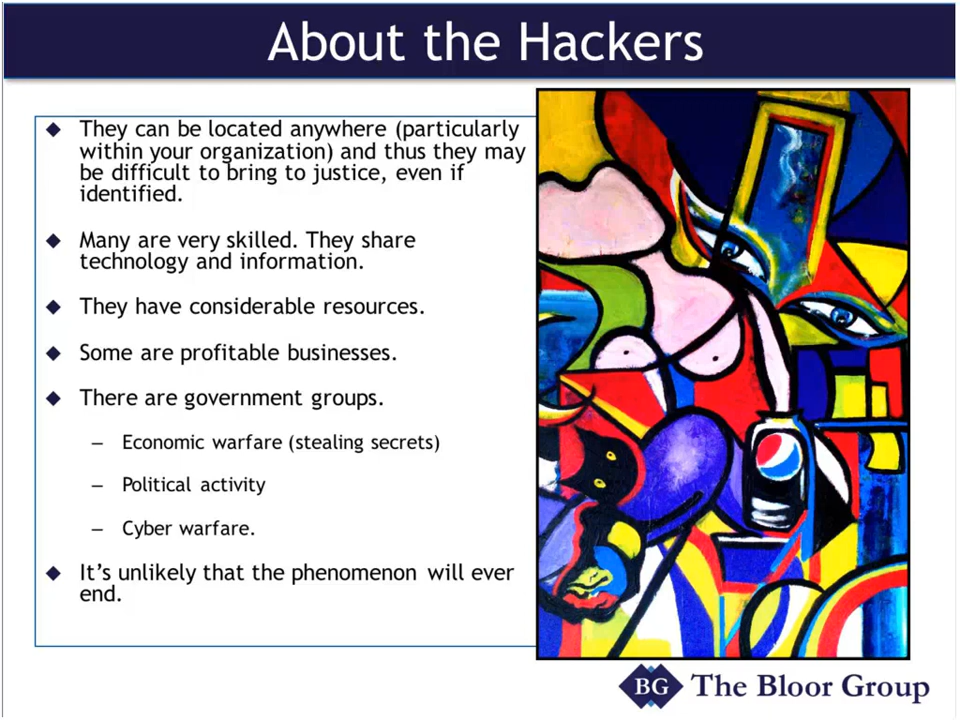 About the Hackers
◆ They can be located anywhere (particularly
within your organization) and thus they may
be difficult to bring to justice, even if
identified.
◆ Many are very skilled. They share
technology and information.
◆ They have considerable resources.
◆ Some are profitable businesses.
◆ There are government groups.
– Economic warfare (stealing secrets)
– Political activity
– Cyber warfare.
◆ It’s unlikely that the phenomenon will ever
end.
BG The Bloor Group